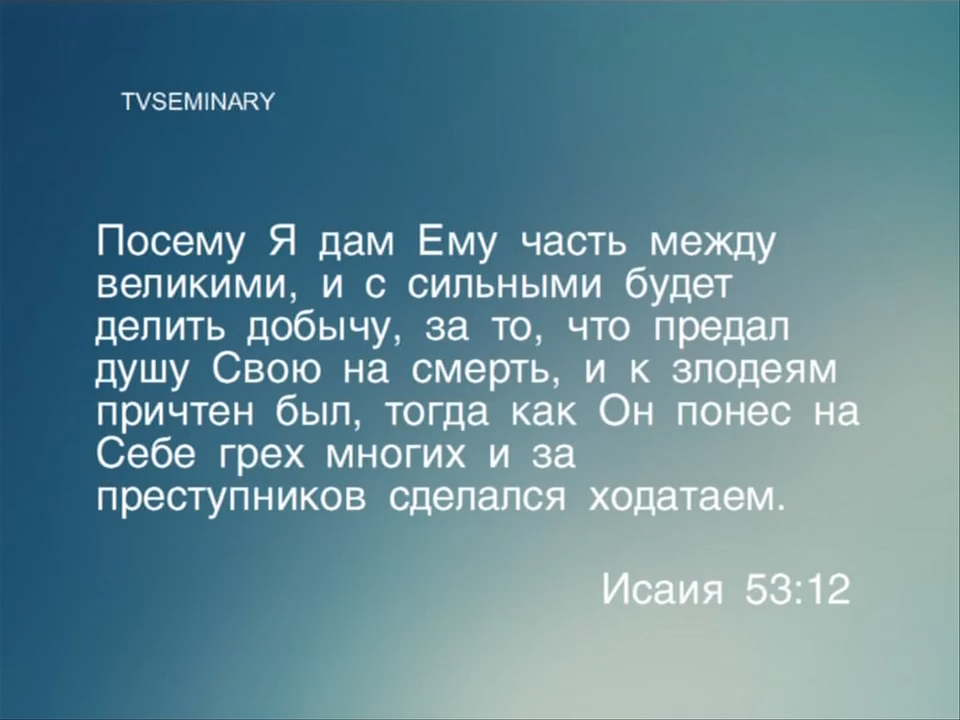 TVSEMINARY
Посему Я дам Ему часть между
великими, и с сильными будет
делить добычу, за то, что предал
душу Свою на смерть, и к злодеям
причтен был, тогда как Он понес на
Себе грех многих и за
преступников сделался ходатаем.
Исаия 53:12